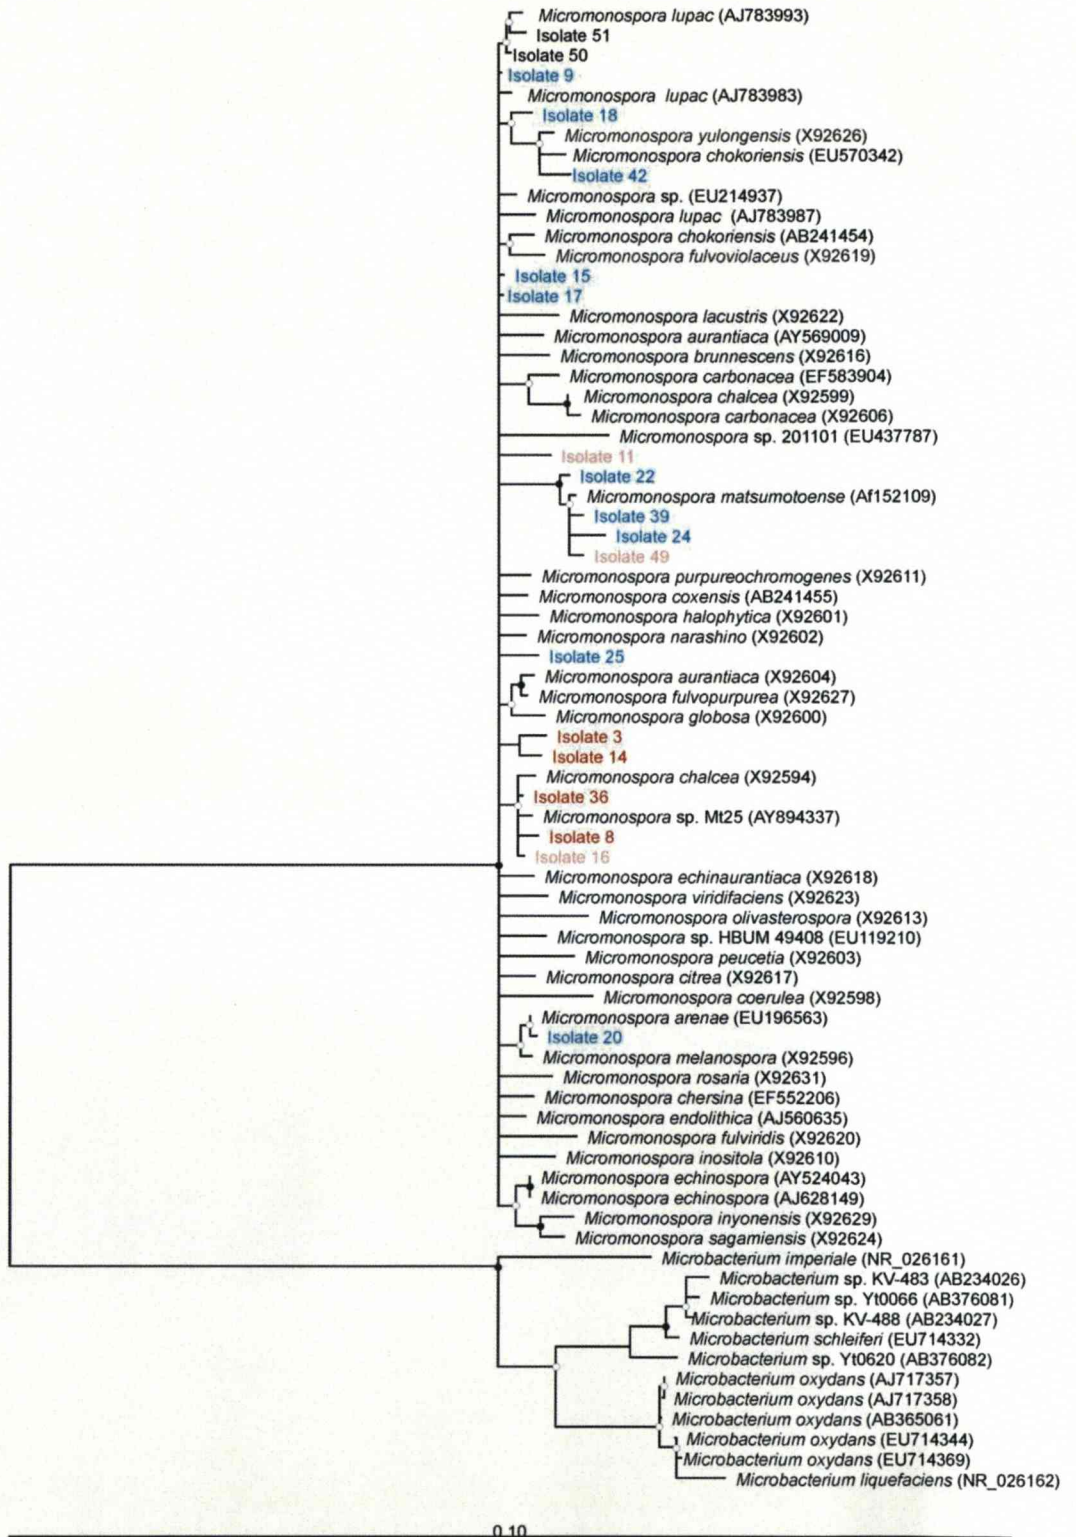 Micromonospora lupac (AJ783993)
Isolate 51
Isolate 50
Isolate 9
Micromonospora lupac (AJ783983)
Isolate 18
Micromonospora yulongensis (X92626)
Micromonospora chokoriensis (EU570342)
Isolate 42
Micromonospora sp. (EU214937)
Micromonospora lupac (AJ783987)
Micromonospora chokoriensis (AB241454)
Micromonospora fulvoviolaceus (X92619)
Isolate 15
Isolate 17
Micromonospora lacustris (X92622)
Micromonospora aurantiaca (AY569009)
Micromonospora brunnescens (X92616)
Micromonospora carbonacea (EF583904)
Micromonospora chalcea (X92599)
Micromonospora carbonacea (X92606)
Micromonospora sp. 201101 (EU437787)
Isolate 11
Isolate 22
Micromonospora matsumotoense (Af152109)
Isolate 39
Isolate 24
Isolate 49
Micromonospora purpureochromogenes (X92611)
Micromonospora coxensis (AB241455)
Micromonospora halophytica (X92601)
Micromonospora narashino (X92602)
Isolate 25
Micromonospora aurantiaca (X92604)
Micromonospora fulvopurpurea (X92627)
Micromonospora globosa (X92600)
Isolate 3
Isolate 14
Micromonospora chalcea (X92594)
Isolate 36
Micromonospora sp. Mt25 (AY894337)
Isolate 8
Isolate 16
Micromonospora echinaurantiaca (X92618)
Micromonospora viridifaciens (X92623)
Micromonospora olivasterospora (X92613)
Micromonospora sp. HBUM 49408 (EU119210)
Micromonospora peucetia (X92603)
Micromonospora citrea (X92617)
Micromonospora coerulea (X92598)
Micromonospora arenae (EU196563)
Isolate 20
Micromonospora melanospora (X92596)
Micromonospora rosaria (X92631)
Micromonospora chersina (EF552206)
Micromonospora endolithica (AJ560635)
Micromonospora fulviridis (X92620)
Micromonospora inositola (X92610)
Micromonospora echinospora (AY524043)
Micromonospora echinospora (AJ628149)
Micromonospora inyonensis (X92629)
Micromonospora sagamiensis (X92624)
Microbacterium imperiale (NR_026161)
Microbacterium sp. KV-483 (AB234026)
Microbacterium sp. Yt0066 (AB376081)
Microbacterium sp. KV-488 (AB234027)
Microbacterium schleiferi (EU714332)
Microbacterium sp. Yt0620 (AB376082)
Microbacterium oxydans (AJ717357)
Microbacterium oxydans (AJ717358)
Microbacterium oxydans (AB365061)
Microbacterium oxydans (EU714344)
Microbacterium oxydans (EU714369)
Microbacterium liquefaciens (NR_026162)
0.10